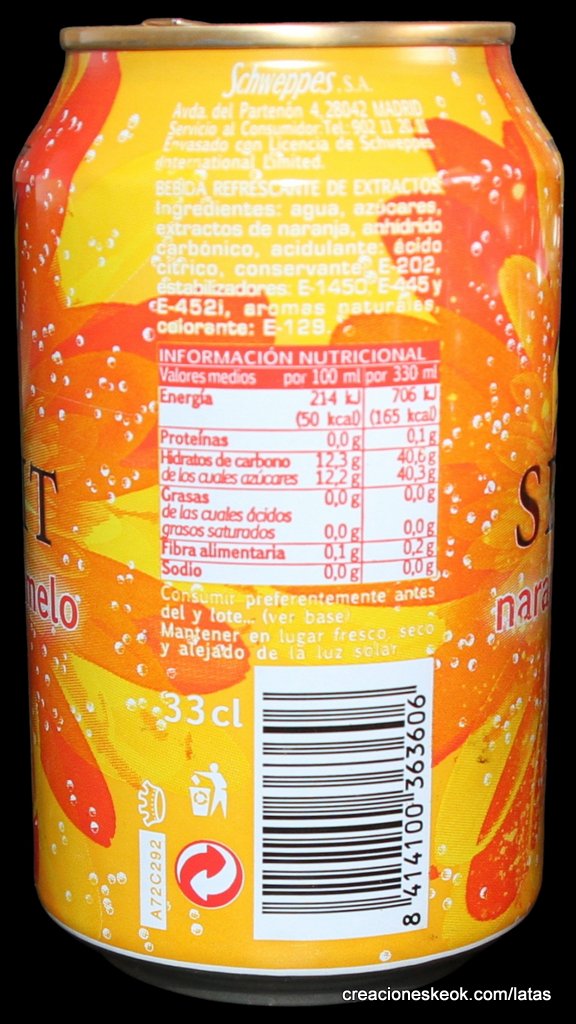 Schweppes, S.A.
Avda. del Partenón 4, 28042 MADRID
Servicio al Consumidor: Tel. 902 11 20 11
Envasado con Licencia de Schweppes
International Limited.
BEBIDA REFRESCANTE DE EXTRACTOS.
Ingredientes: agua, azúcares,
extractos de naranja, anhídrido
carbónico, acidulante: ácido
cítrico, conservante: E-202,
estabilizadores: E-1450, E-445 y
E-452i, aromas naturales,
colorante: E-129.
INFORMACIÓN NUTRICIONAL
Valores medios por 100 ml por 330 ml
Energía 214 kJ 706 kJ
(50 kcal) (165 kcal)
Proteínas 0,0 g 0,1 g
Hidratos de carbono 12,3 g 40,6 g
de los cuales azúcares 12,2 g 40,3 g
Grasas 0,0 g 0,0 g
de las cuales ácidos
grasos saturados 0,0 g 0,0 g
Fibra alimentaria 0,1 g 0,2 g
Sodio 0,0 g 0,0 g
Consumir preferentemente antes
del y lote... (ver base)
Mantener en lugar fresco, seco
y alejado de la luz solar.
IT
melo
S
nara
33 cl
A72C292
8 414100 363606
creacioneskeok.com/latas